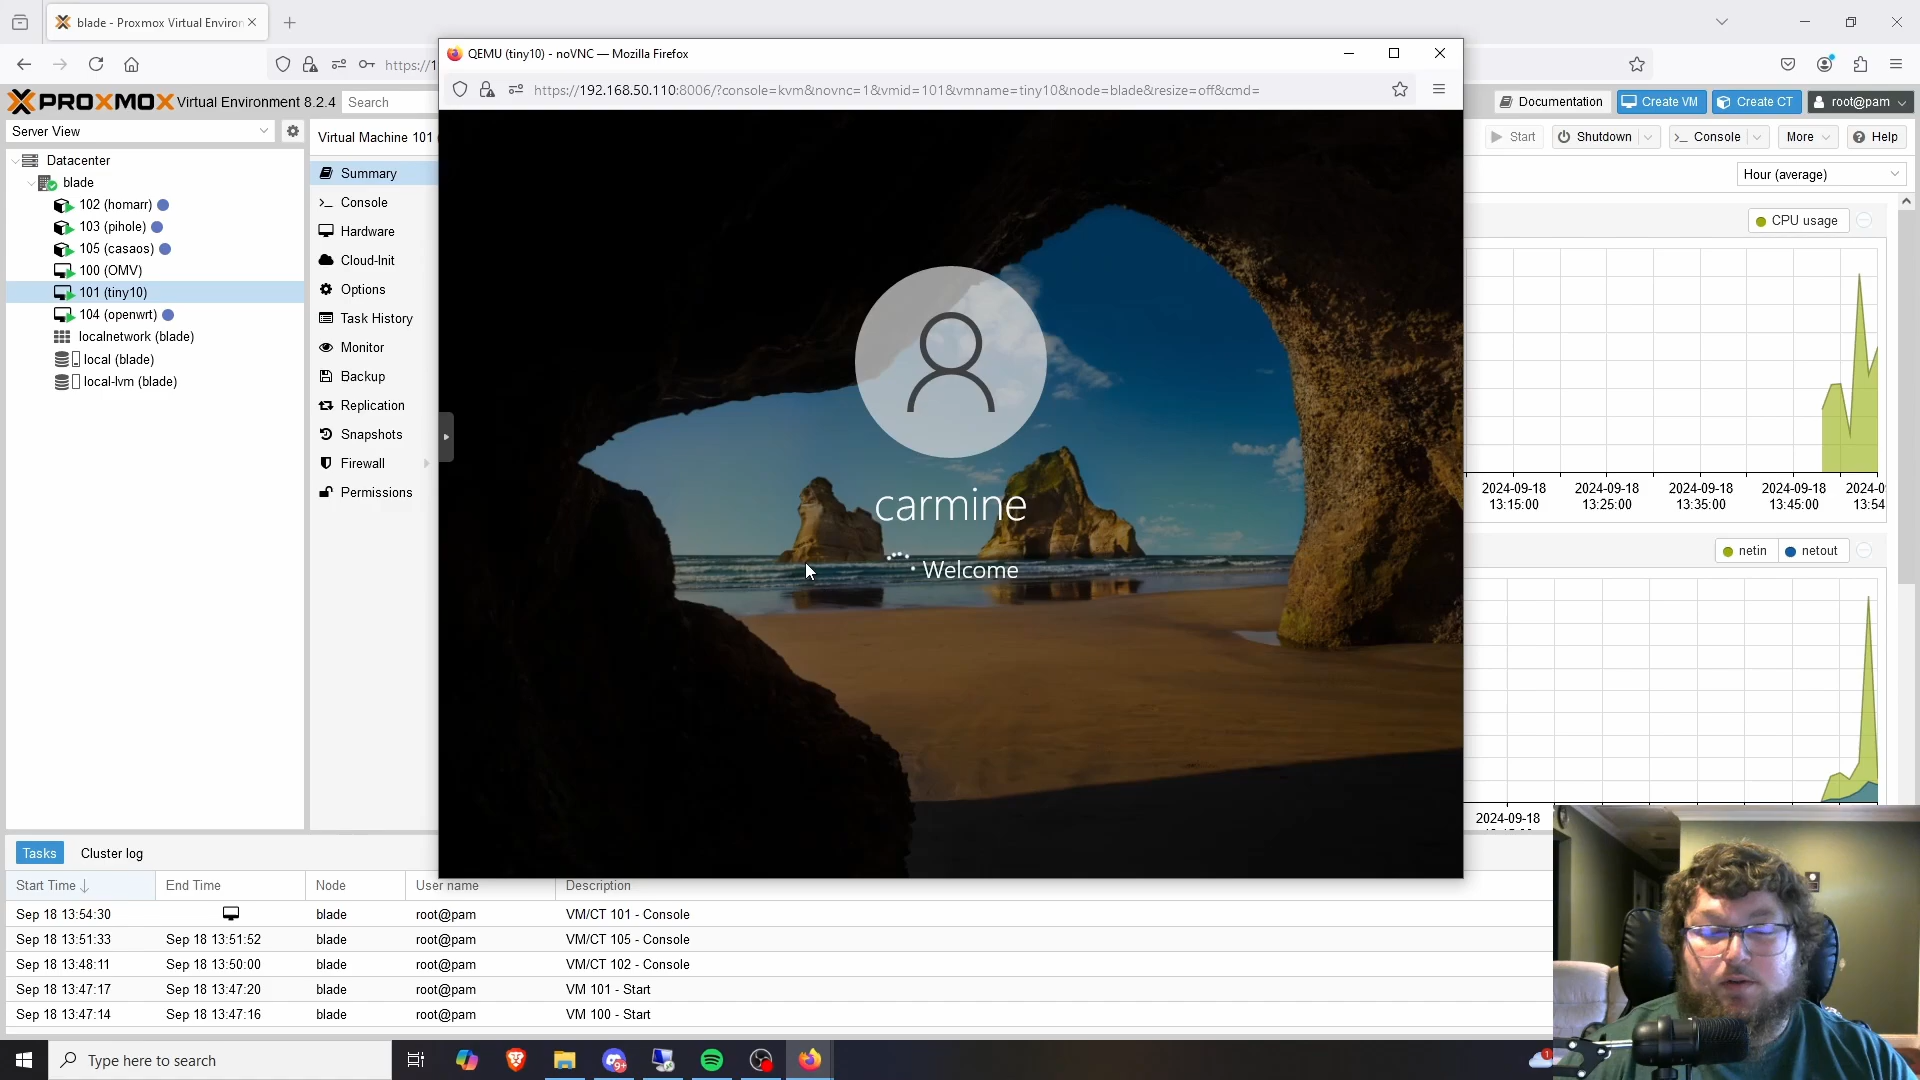 blade - Proxmox Virtual Environ
https://1
QEMU (tiny10) - noVNC — Mozilla Firefox
https://192.168.50.110:8006/?console=kvm&novnc=1&vmid=101&vmname=tiny10&node=blade&resize=off&cmd=
PROXMOX Virtual Environment 8.2.4
Search
Documentation
Create VM
Create CT
root@pam
Server View
Virtual Machine 101
Start
Shutdown
Console
More
Help
Hour (average)
Datacenter
blade
102 (homarr)
103 (pihole)
105 (casaos)
100 (OMV)
101 (tiny10)
104 (openwrt)
localnetwork (blade)
local (blade)
local-lvm (blade)
Summary
Console
Hardware
Cloud-Init
Options
Task History
Monitor
Backup
Replication
Snapshots
Firewall
Permissions
carmine
Welcome
CPU usage
2024-09-18 2024-09-18 2024-09-18 2024-09-18 2024-0
13:15:00 13:25:00 13:35:00 13:45:00 13:54
netin
netout
2024-09-18
Tasks
Cluster log
Start Time End Time Node User name Description
Sep 18 13:54:30 blade root@pam VM/CT 101 - Console
Sep 18 13:51:33 Sep 18 13:51:52 blade root@pam VM/CT 105 - Console
Sep 18 13:48:11 Sep 18 13:50:00 blade root@pam VM/CT 102 - Console
Sep 18 13:47:17 Sep 18 13:47:20 blade root@pam VM 101 - Start
Sep 18 13:47:14 Sep 18 13:47:16 blade root@pam VM 100 - Start
Type here to search